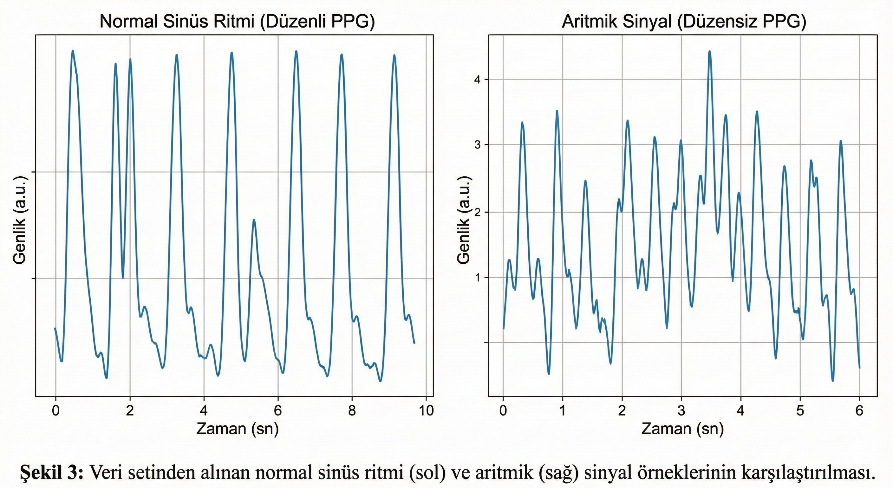 Normal Sinüs Ritmi (Düzenli PPG)
Genlik (a.u.)
0 2 4 6 8 10
Zaman (sn)
Aritmik Sinyal (Düzensiz PPG)
Genlik (a.u.)
4
3
2
1
0 1 2 3 4 5 6
Zaman (sn)
Şekil 3: Veri setinden alınan normal sinüs ritmi (sol) ve aritmik (sağ) sinyal örneklerinin karşılaştırılması.